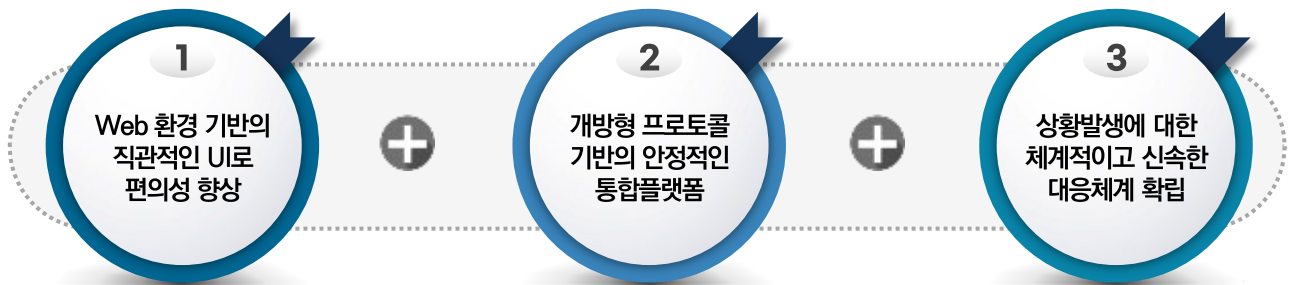 1
Web 환경 기반의
직관적인 UI로
편의성 향상
2
개방형 프로토콜
기반의 안정적인
통합플랫폼
3
상황발생에 대한
체계적이고 신속한
대응체계 확립